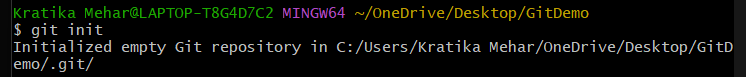 Kratika Mehar@LAPTOP-T8G4D7C2 MINGW64 ~/OneDrive/Desktop/GitDemo
$ git init
Initialized empty Git repository in C:/Users/Kratika Mehar/OneDrive/Desktop/GitD
emo/.git/